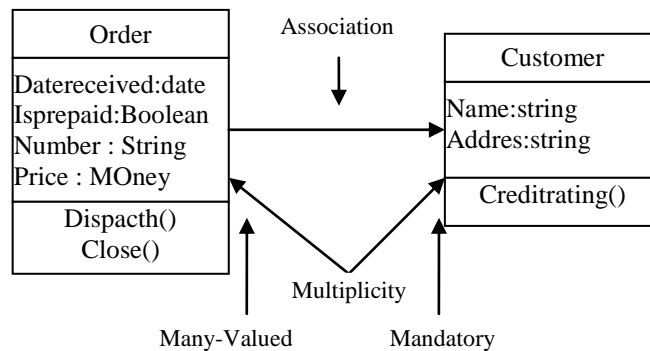 Order
Datereceived:date
Isprepaid:Boolean
Number : String
Price : MOney
Dispacth()
Close()
Association
Customer
Name:string
Addres:string
Creditrating()
Multiplicity
Many-Valued
Mandatory